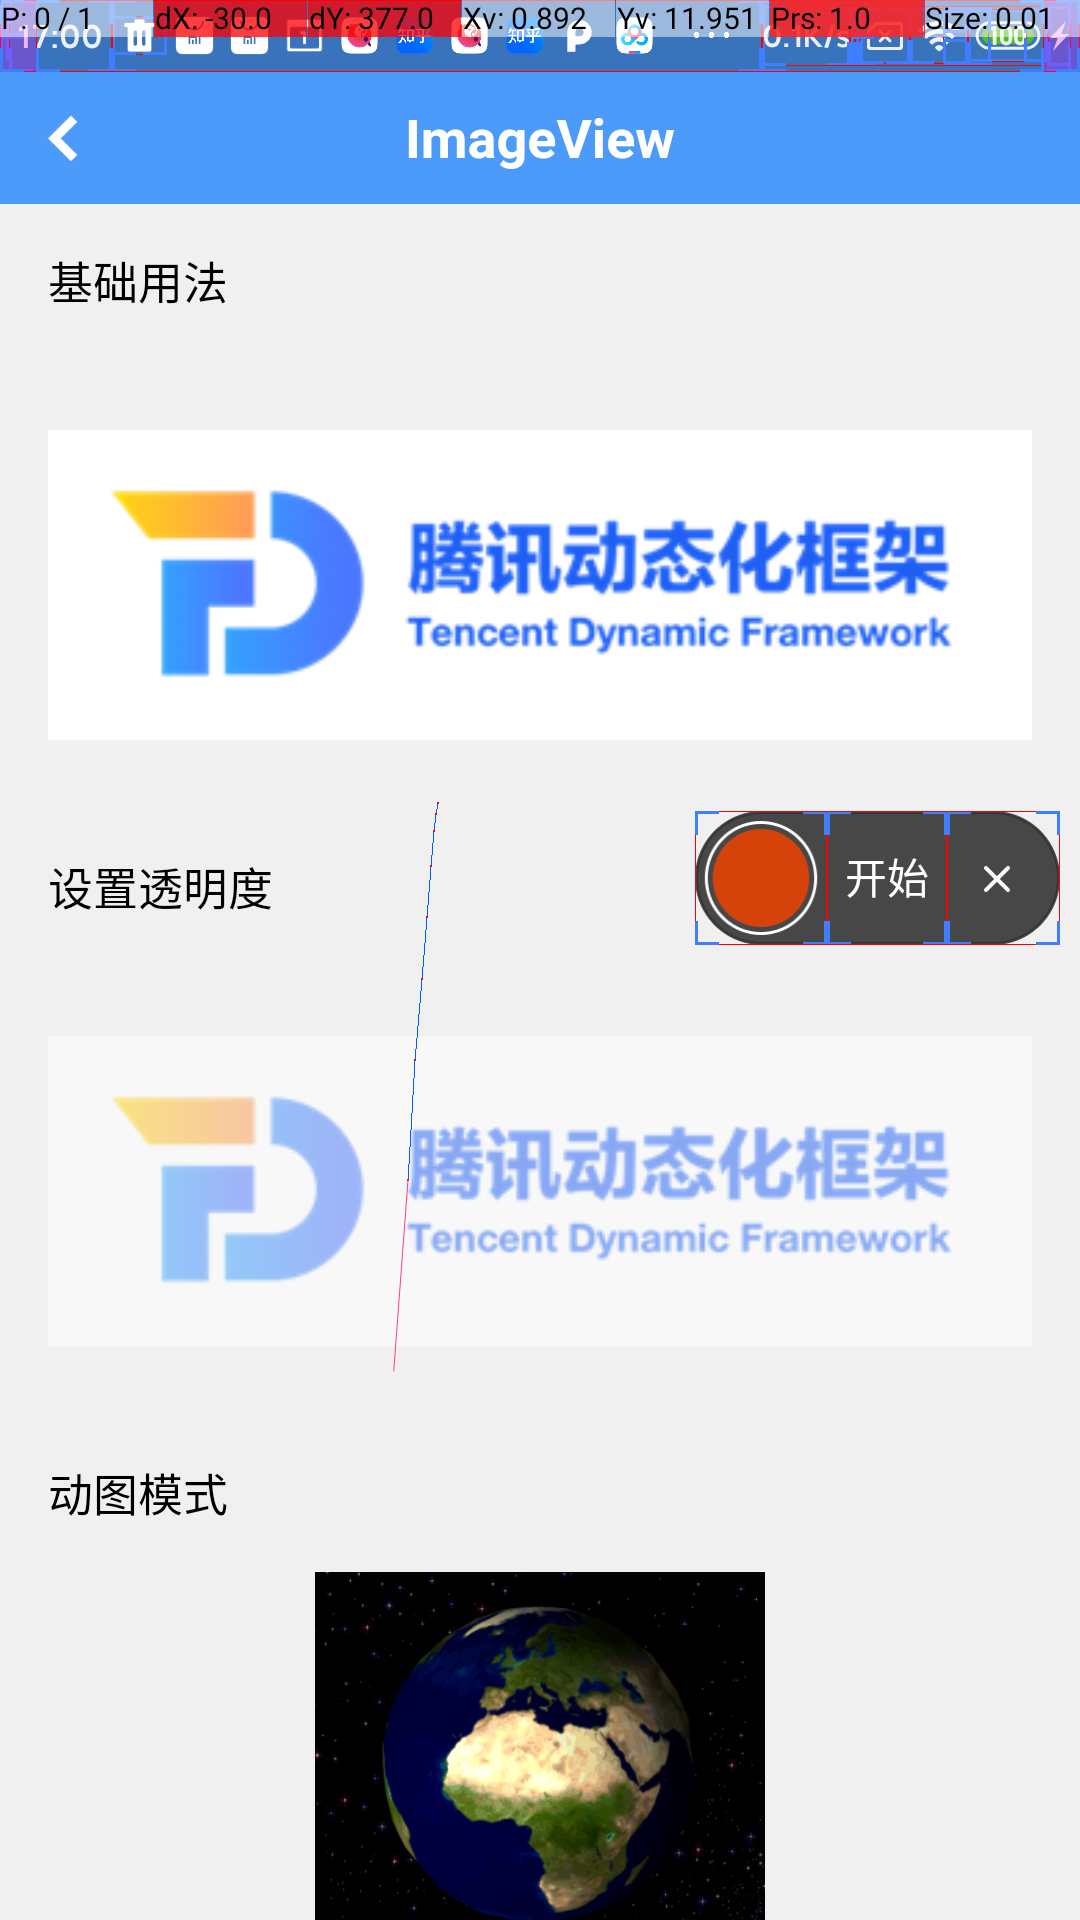 P: 0 / 1 dX: -30.0 dY: 377.0 Xv: 0.892 Yv: 11.951 Prs: 1.0 Size: 0.01
17:00 知乎 知乎 0.1K/s 100
ImageView
基础用法
腾讯动态化框架
Tencent Dynamic Framework
设置透明度
开始
腾讯动态化框架
Tencent Dynamic Framework
动图模式